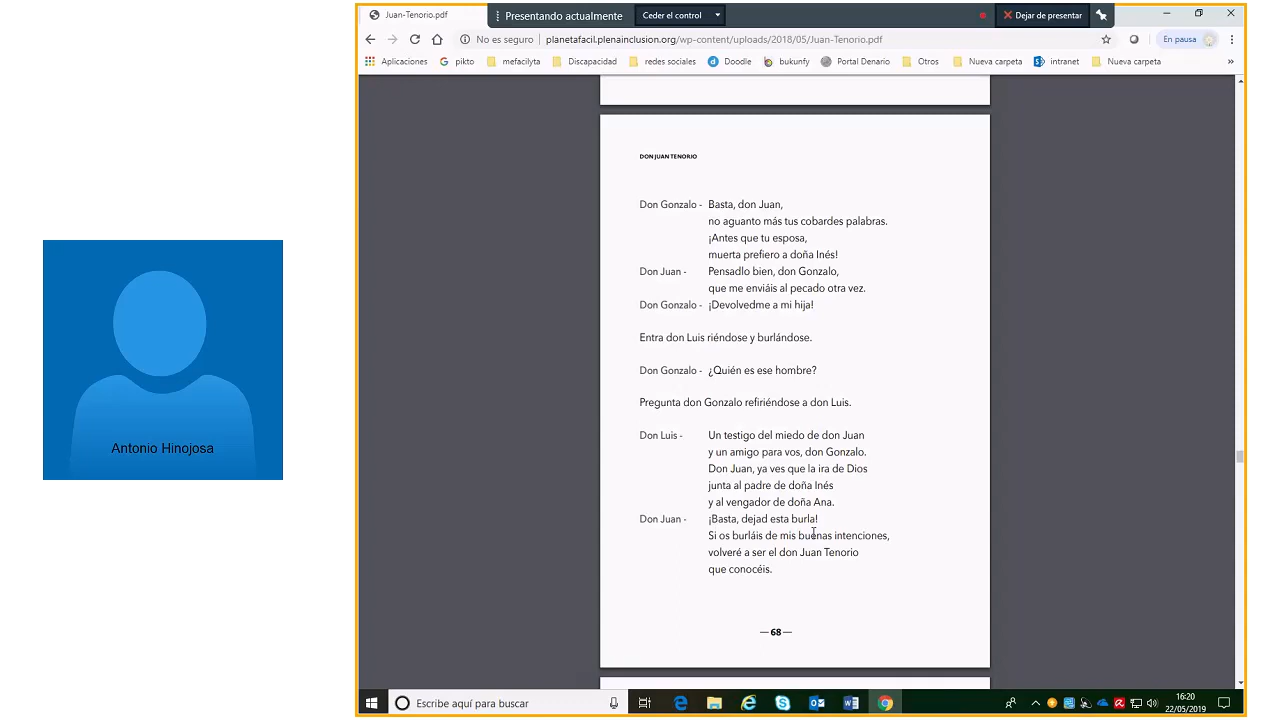 Juan-Tenorio.pdf
Presentando actualmente
Ceder el control
Dejar de presentar
No es seguro
planetafacil.plenainclusion.org/wp-content/uploads/2018/05/Juan-Tenorio.pdf
En pausa
Aplicaciones
pikto
mefacilyta
Discapacidad
redes sociales
Doodle
bukunfy
Portal Denario
Otros
Nueva carpeta
intranet
Nueva carpeta
»
DON JUAN TENORIO
Don Gonzalo - Basta, don Juan,
no aguanto más tus cobardes palabras.
¡Antes que tu esposa,
muerta prefiero a doña Inés!
Don Juan - Pensadlo bien, don Gonzalo,
que me enviáis al pecado otra vez.
Don Gonzalo - ¡Devolvedme a mi hija!
Entra don Luis riéndose y burlándose.
Don Gonzalo - ¿Quién es ese hombre?
Pregunta don Gonzalo refiriéndose a don Luis.
Don Luis - Un testigo del miedo de don Juan
y un amigo para vos, don Gonzalo.
Don Juan, ya ves que la ira de Dios
junta al padre de doña Inés
y al vengador de doña Ana.
Don Juan - ¡Basta, dejad esta burla!
Si os burláis de mis buenas intenciones,
volveré a ser el don Juan Tenorio
que conocéis.
— 68 —
Antonio Hinojosa
Escribe aquí para buscar
16:20
22/05/2019